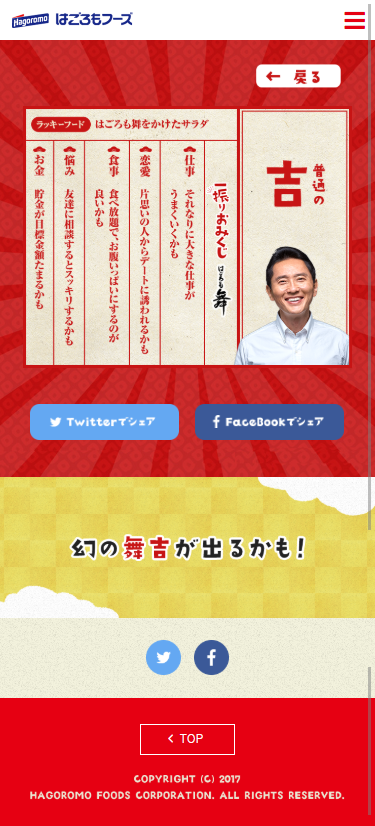 Hagoromo はごろもフーズ
← 戻る
普通の
吉
ラッキーフード はごろも舞をかけたサラダ
一振りおみくじ はごろも舞
仕事 それなりに大きな仕事が
うまくいくかも
恋愛 片思いの人からデートに誘われるかも
食事 食べ放題で、お腹いっぱいにするのが
良いかも
悩み 友達に相談するとスッキリするかも
お金 貯金が目標金額たまるかも
Twitterでシェア
FaceBookでシェア
幻の舞吉が出るかも!
< TOP
COPYRIGHT (C) 2017
HAGOROMO FOODS CORPORATION. ALL RIGHTS RESERVED.